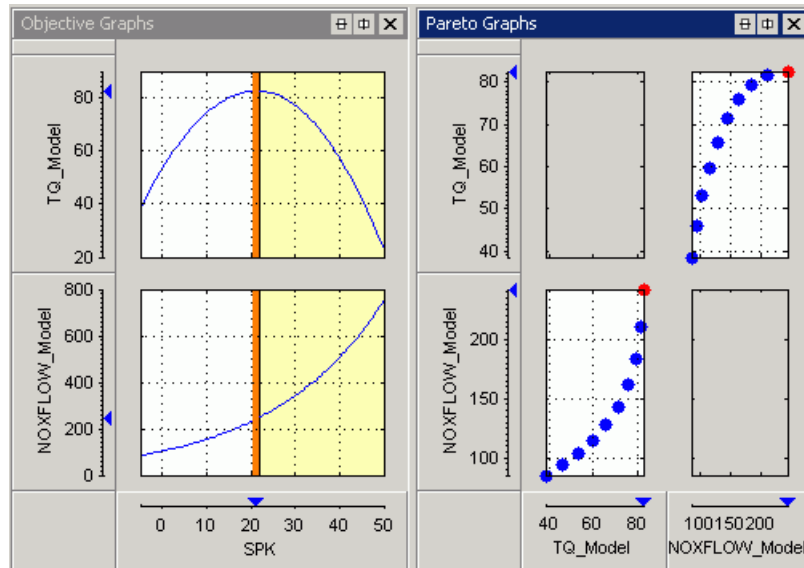 Objective Graphs
Pareto Graphs
TQ_Model
80
60
40
20
NOXFLOW_Model
800
600
400
200
0
0 10 20 30 40 50
SPK
TQ_Model
80
70
60
50
40
NOXFLOW_Model
200
150
100
40 60 80
TQ_Model
100150200
NOXFLOW_Model